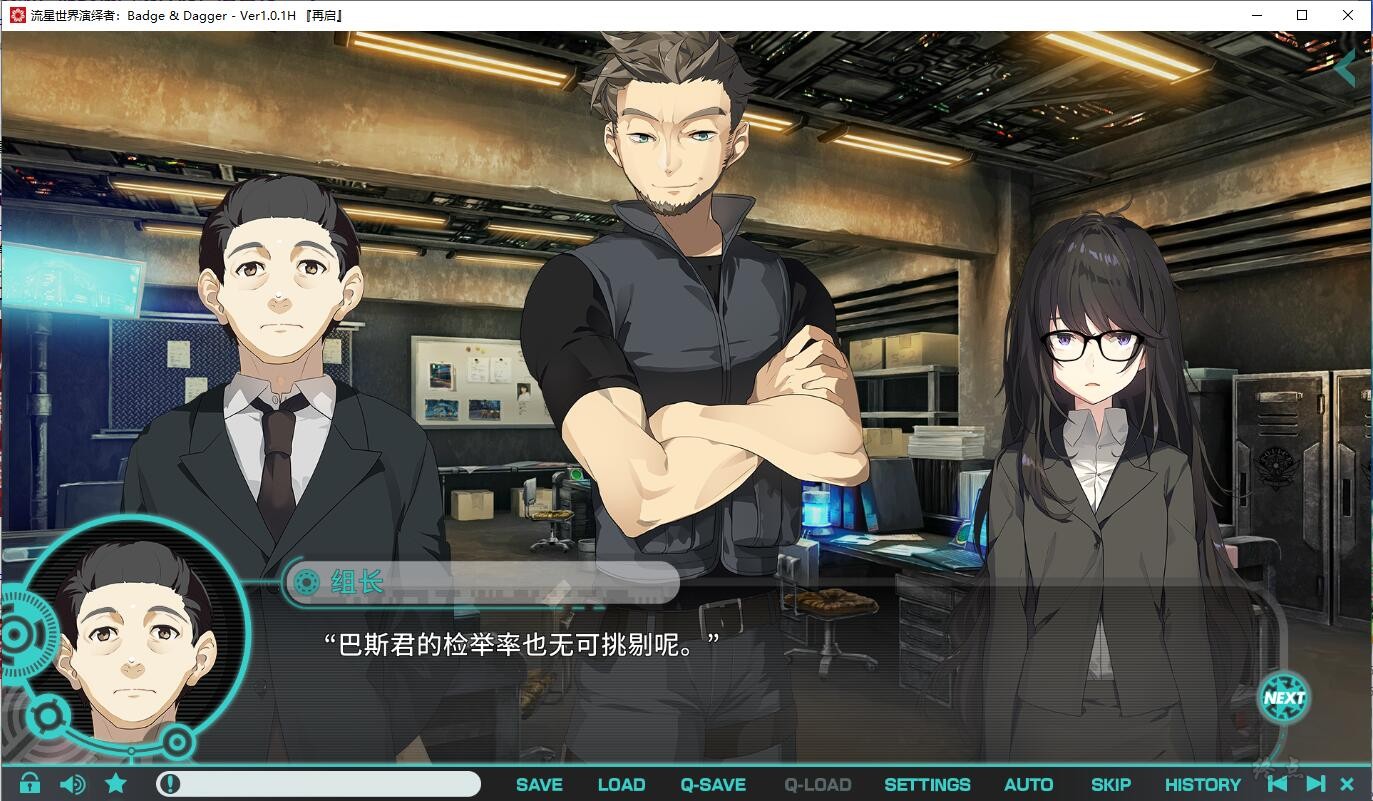 流星世界演绎者：Badge & Dagger - Ver1.0.1H 『再启』
组长
“巴斯君的检举率也无可挑剔呢。”
NEXT
SAVE LOAD Q-SAVE Q-LOAD SETTINGS AUTO SKIP HISTORY